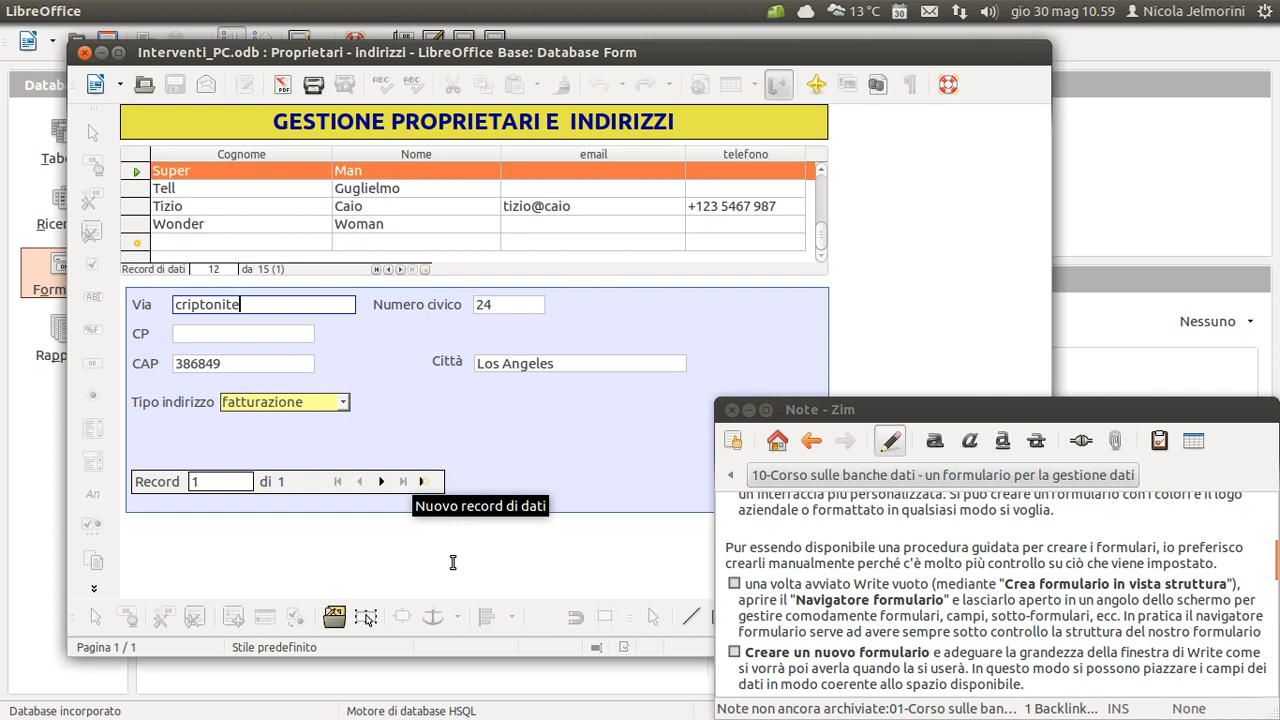 LibreOffice
13 °C
gio 30 mag 10.59
Nicola Jelmorini
Interventi_PC.odb : Proprietari - indirizzi - LibreOffice Base: Database Form
Datab
Tabe
Rice
Form
Rapp
GESTIONE PROPRIETARI E INDIRIZZI
Cognome Nome email telefono
Super Man
Tell Guglielmo
Tizio Caio tizio@caio +123 5467 987
Wonder Woman
Record di dati 12 da 15 (1)
Via criptonite Numero civico 24
CP
CAP 386849 Città Los Angeles
Tipo indirizzo fatturazione
Record 1 di 1
Nuovo record di dati
Nessuno
Pagina 1 / 1 Stile predefinito
Note - Zim
10-Corso sulle banche dati - un formulario per la gestione dati
un'interfaccia più personalizzata. Si può creare un formulario con i colori e il logo
aziendale o formattato in qualsiasi modo si voglia.
Pur essendo disponibile una procedura guidata per creare i formulari, io preferisco
crearli manualmente perché c'è molto più controllo su ciò che viene impostato.
una volta avviato Write vuoto (mediante "Crea formulario in vista struttura"),
aprire il "Navigatore formulario" e lasciarlo aperto in un angolo dello schermo per
gestire comodamente formulari, campi, sotto-formulari, ecc. In pratica il navigatore
formulario serve ad avere sempre sotto controllo la struttura del nostro formulario
Creare un nuovo formulario e adeguare la grandezza della finestra di Write come
si vorrà poi averla quando la si userà. In questo modo si possono piazzare i campi dei
dati in modo coerente allo spazio disponibile.
Note non ancora archiviate:01-Corso sulle ban... 1 Backlink... INS None
Database incorporato Motore di database HSQL